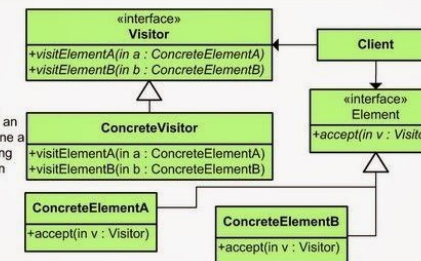 «interface»
Visitor
+visitElementA(in a : ConcreteElementA)
+visitElementB(in b : ConcreteElementB)
Client
«interface»
Element
+accept(in v :
an
ConcreteVisitor
+visitElementA(in a : ConcreteElementA)
+visitElementB(in b : ConcreteElementB)
ConcreteElementA
+accept(in v : Visitor)
ConcreteElementB
+accept(in v : Visitor)